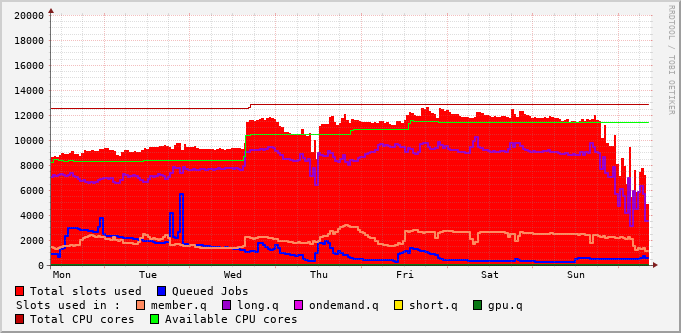 20000
18000
16000
14000
12000
10000
8000
6000
4000
2000
0
Mon Tue Wed Thu Fri Sat Sun
RRDTOOL / TOBI OETIKER
Total slots used Queued Jobs
Slots used in : member.q long.q ondemand.q short.q gpu.q
Total CPU cores Available CPU cores